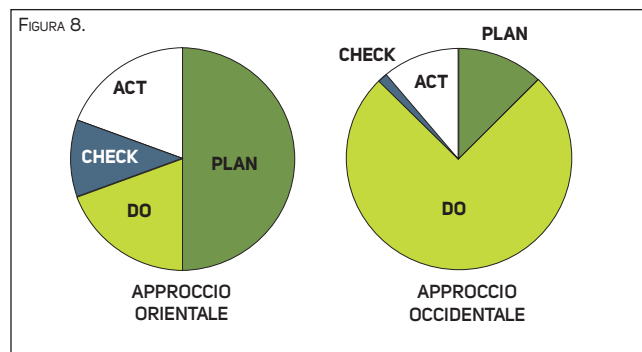 FIGURA 8.
ACT
CHECK
PLAN
DO
APPROCCIO
ORIENTALE
CHECK
PLAN
ACT
DO
APPROCCIO
OCCIDENTALE